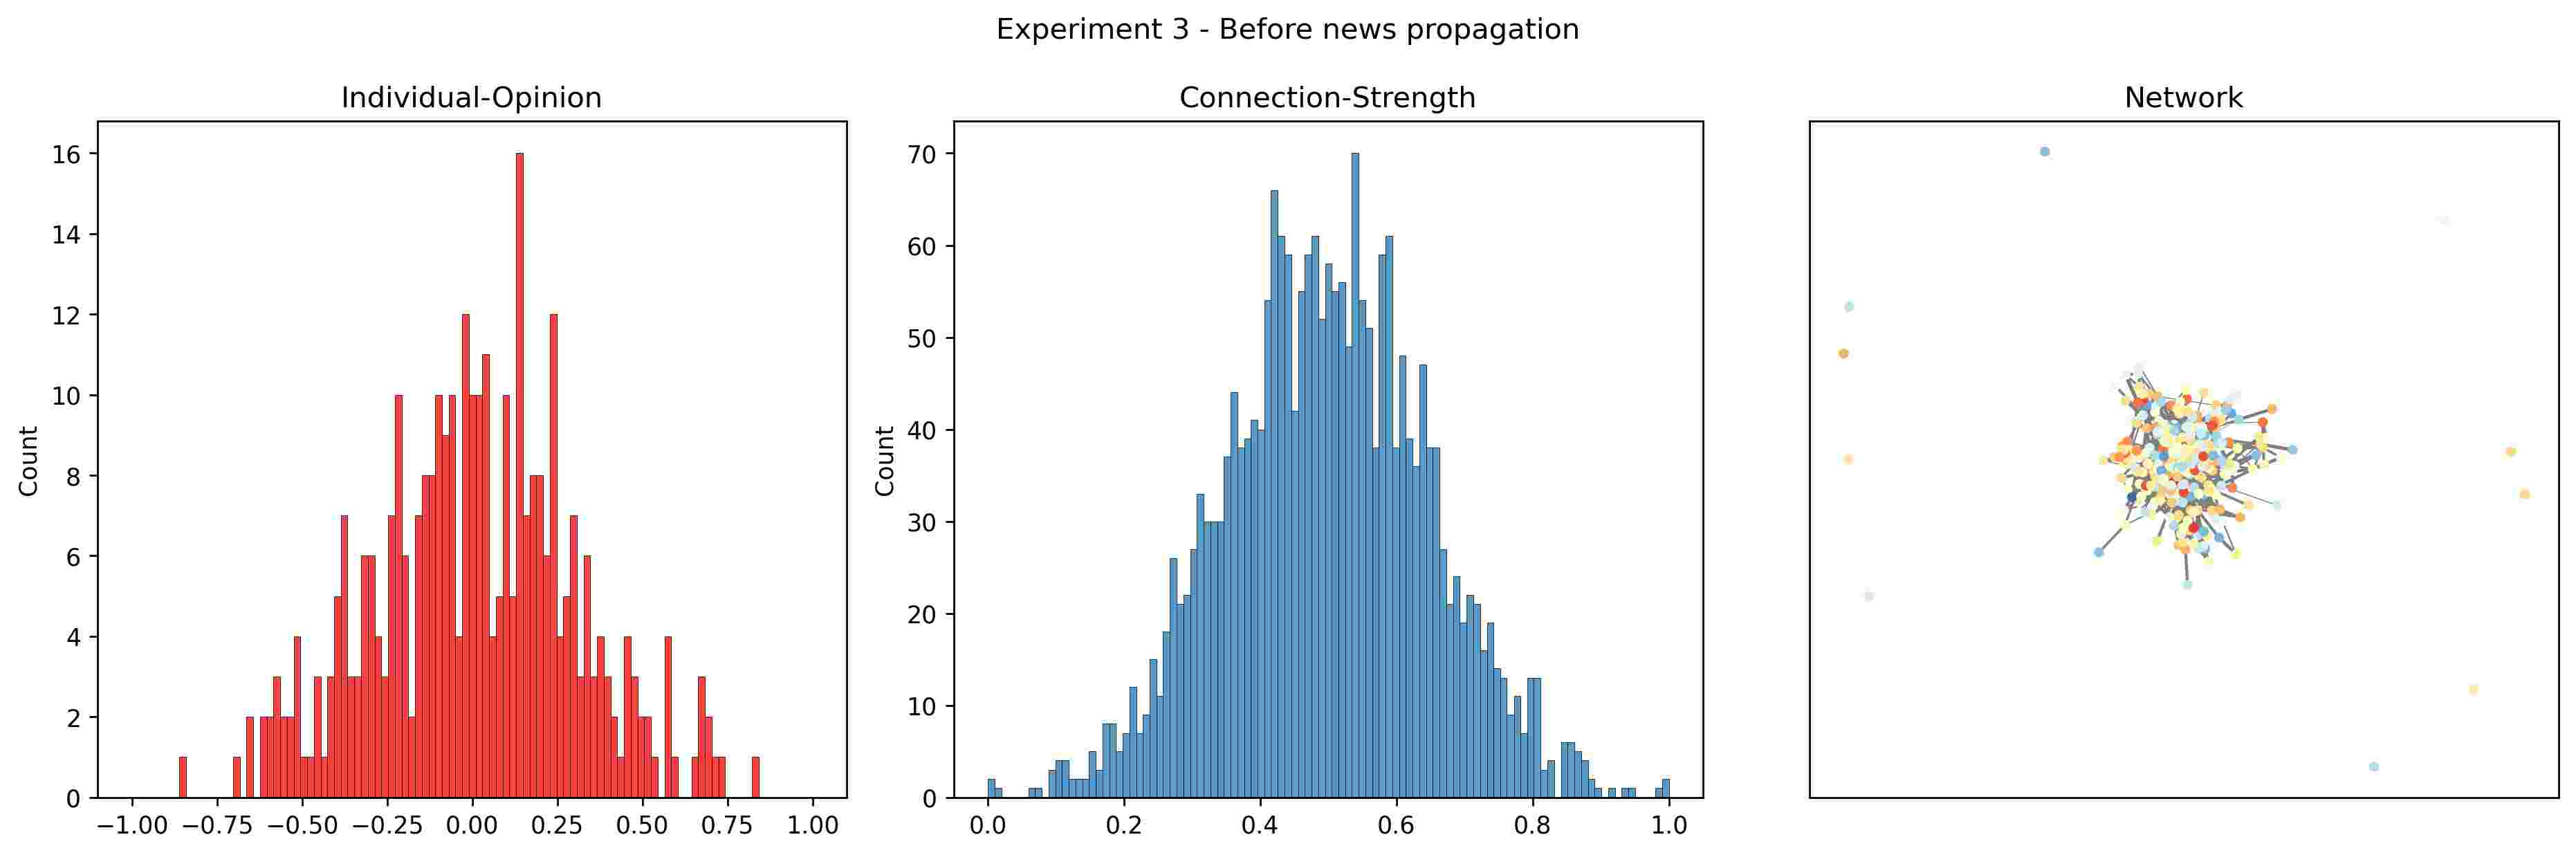 Experiment 3 - Before news propagation
Individual-Opinion
Connection-Strength
Network
Count
16
14
12
10
8
6
4
2
0
−1.00 −0.75 −0.50 −0.25 0.00 0.25 0.50 0.75 1.00
Count
70
60
50
40
30
20
10
0
0.0 0.2 0.4 0.6 0.8 1.0